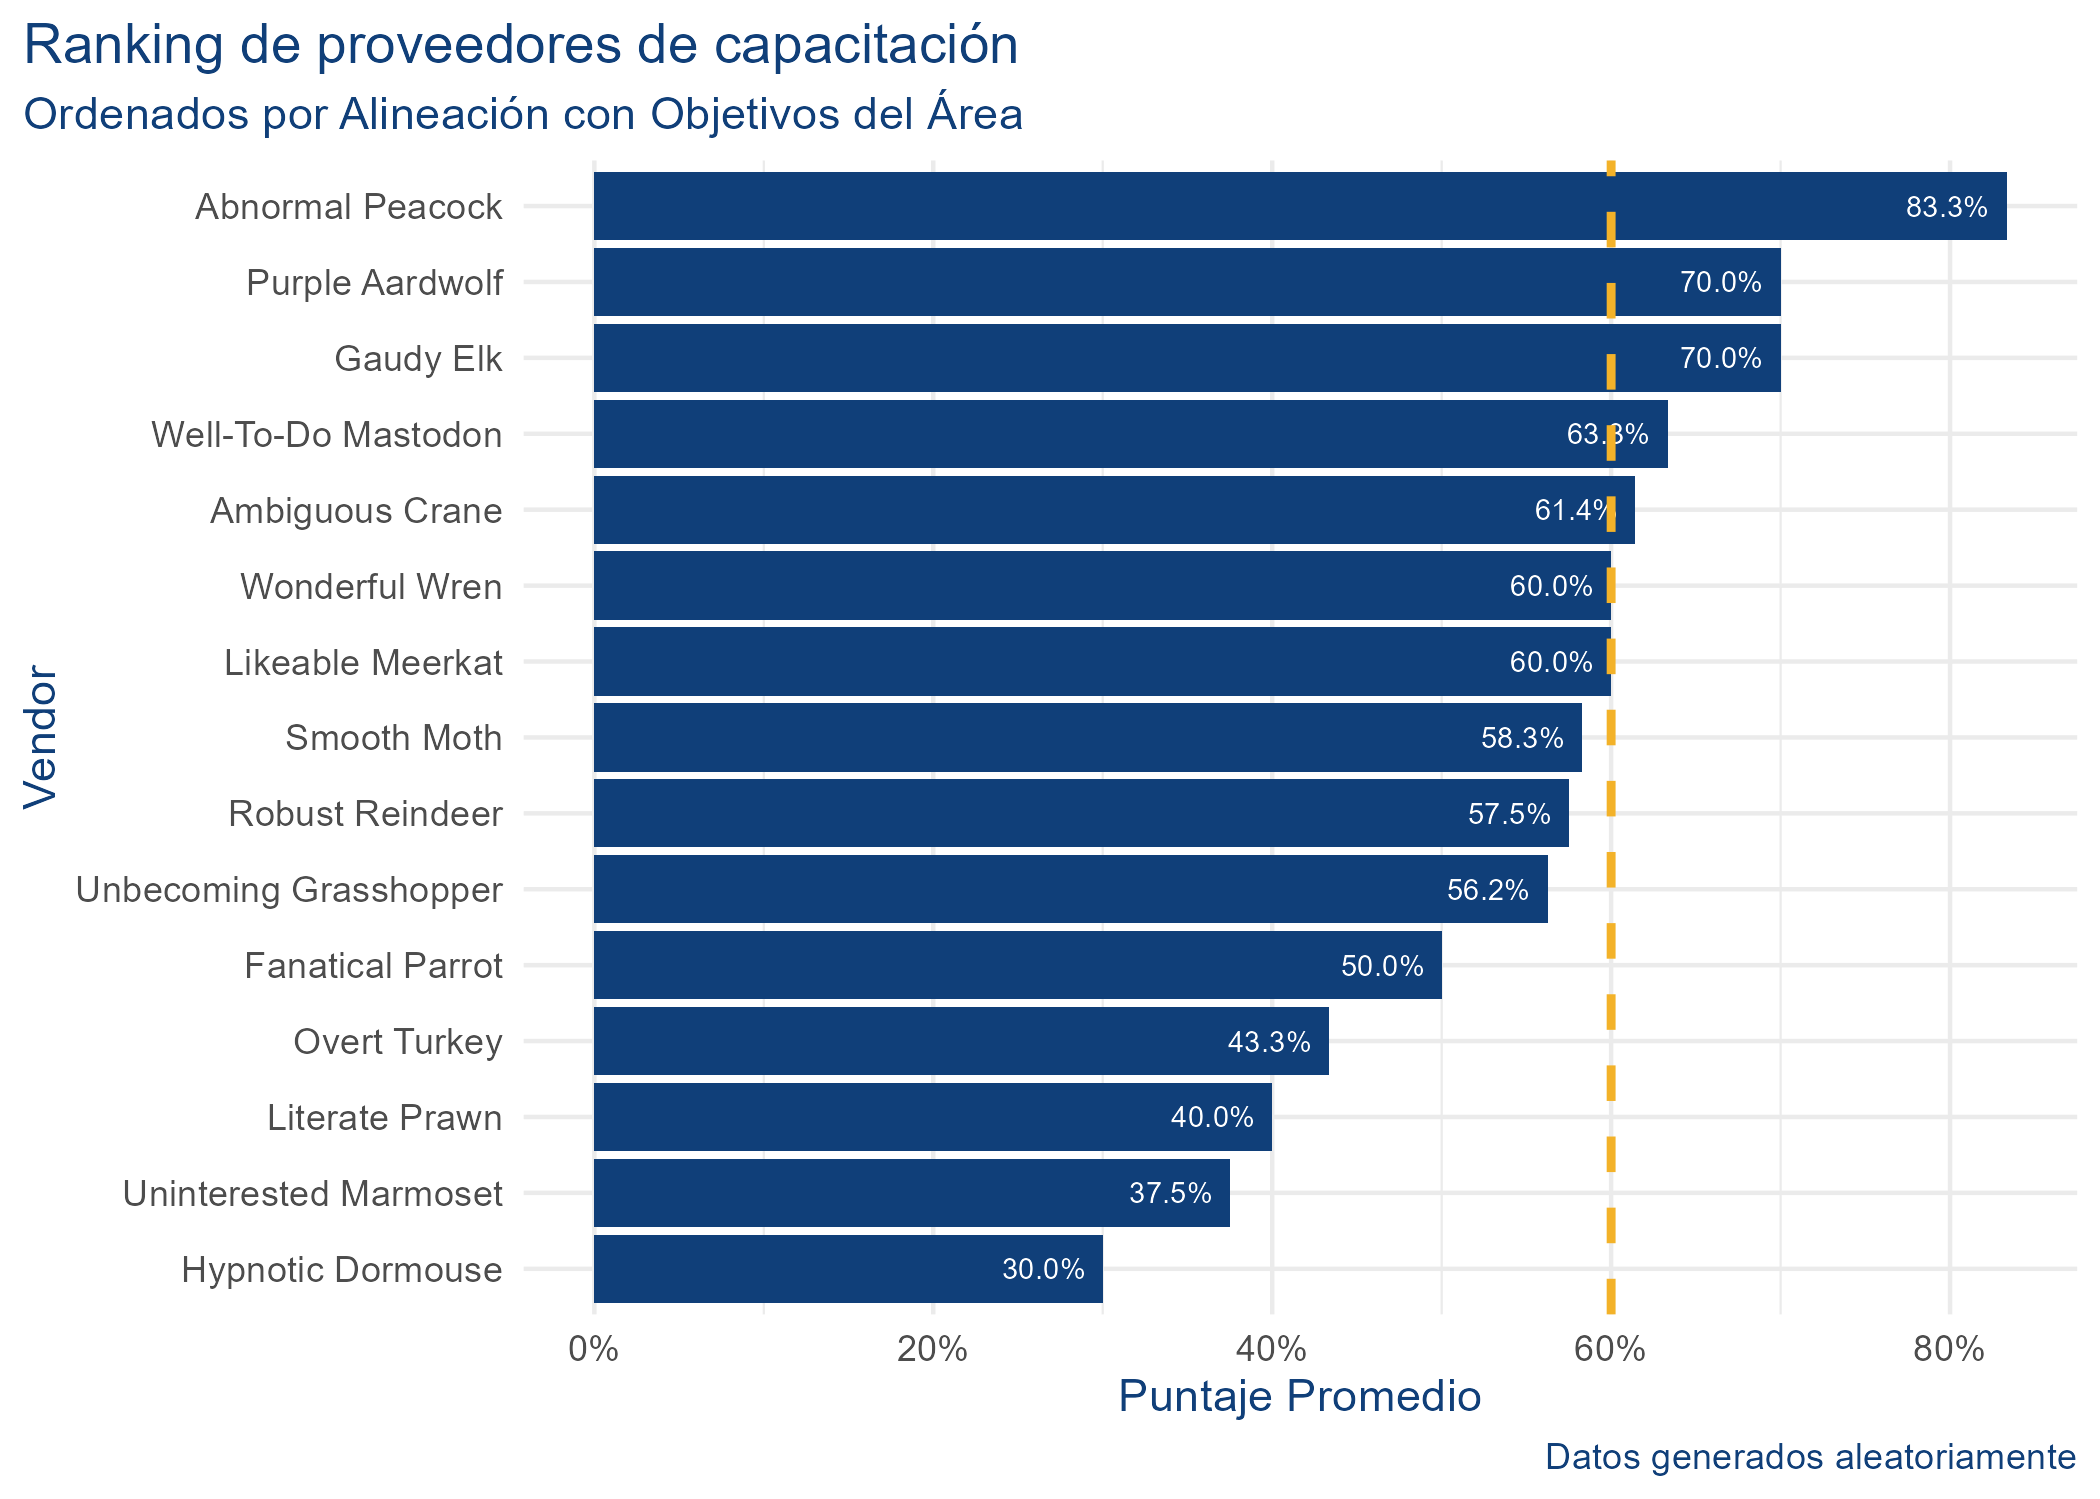 Ranking de proveedores de capacitación
Ordenados por Alineación con Objetivos del Área
Vendor
Abnormal Peacock 83.3%
Purple Aardwolf 70.0%
Gaudy Elk 70.0%
Well-To-Do Mastodon 63.3%
Ambiguous Crane 61.4%
Wonderful Wren 60.0%
Likeable Meerkat 60.0%
Smooth Moth 58.3%
Robust Reindeer 57.5%
Unbecoming Grasshopper 56.2%
Fanatical Parrot 50.0%
Overt Turkey 43.3%
Literate Prawn 40.0%
Uninterested Marmoset 37.5%
Hypnotic Dormouse 30.0%
0% 20% 40% 60% 80%
Puntaje Promedio
Datos generados aleatoriamente